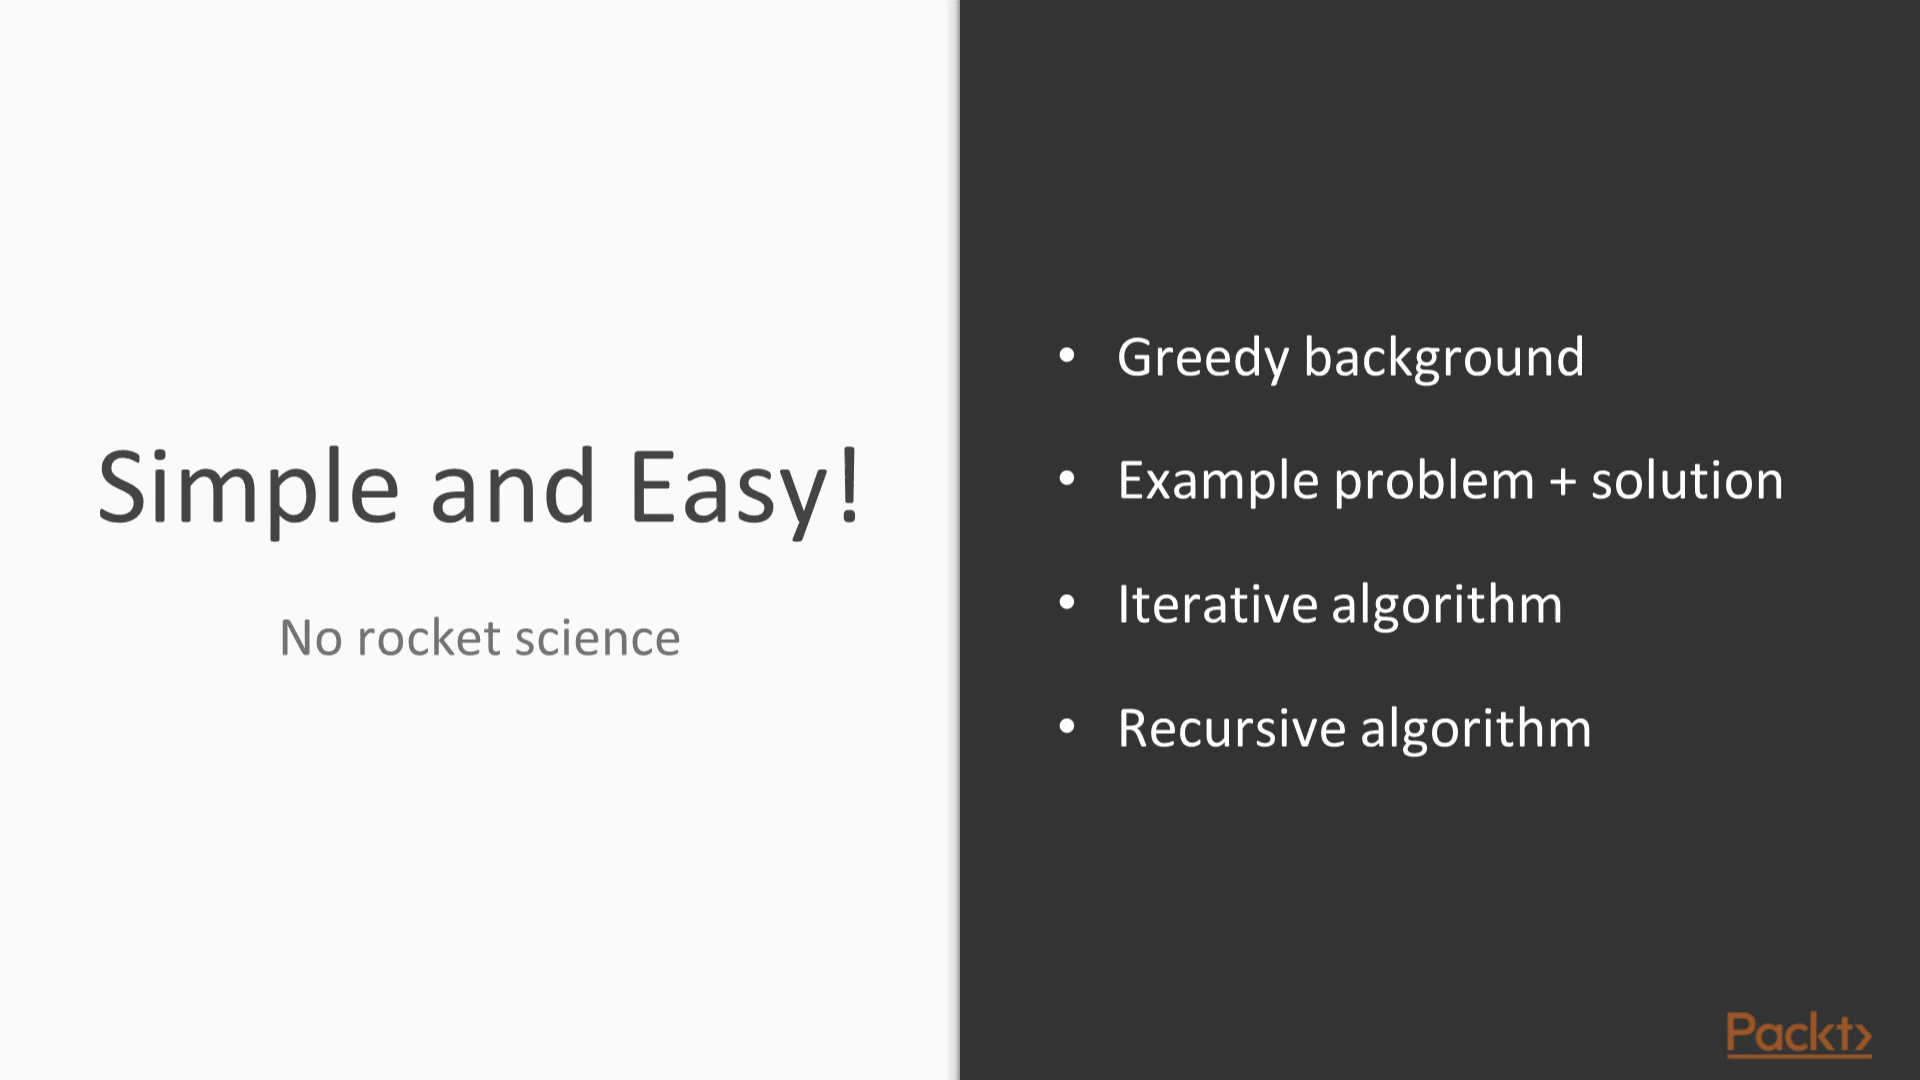 Simple and Easy!
No rocket science
• Greedy background
• Example problem + solution
• Iterative algorithm
• Recursive algorithm
Packt>